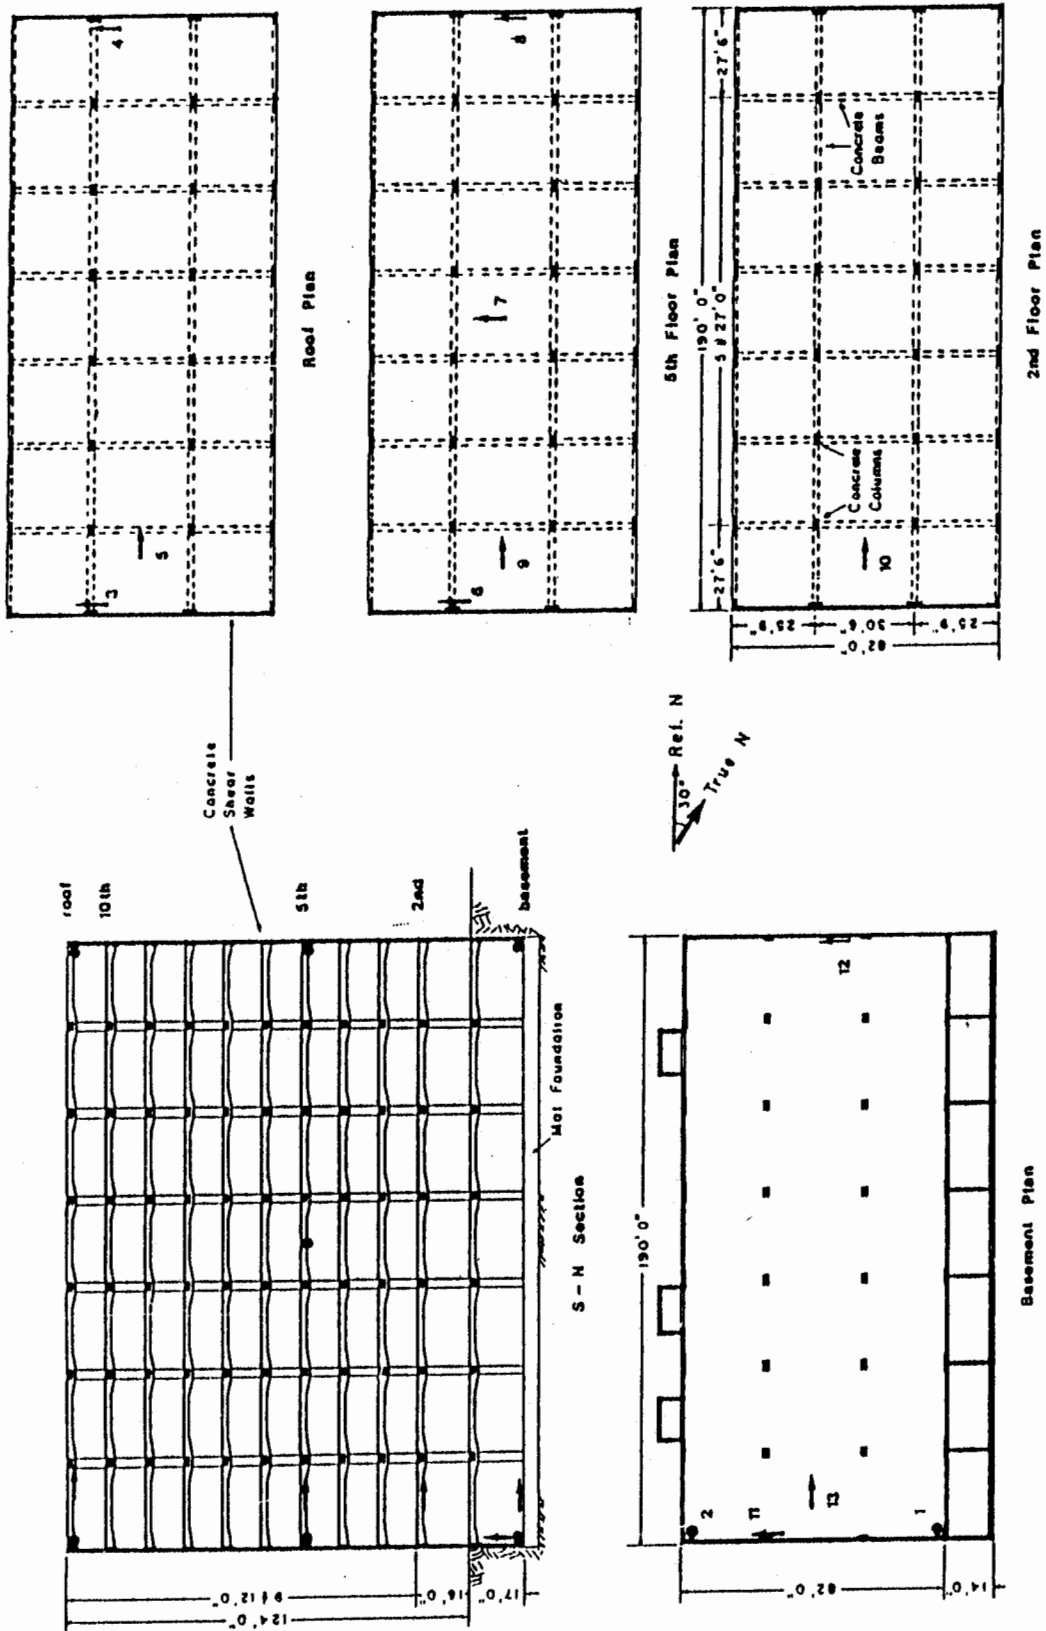 Concrete
Shear
Walls
roof
10th
5th
2nd
basement
124'0"
9 @ 12'0"
16'0"
17'0"
Mat Foundation
S - N Section
4
3
5
Roof Plan
8
7
6
9
5th Floor Plan
190' 0"
27'6"
5 @ 27'0"
27'6"
82'0"
25'9"
30'6"
25'9"
Concrete
Columns
Concrete
Beams
10
2nd Floor Plan
Ref. N
30°
True N
190'0"
82'0"
14'0"
2
11
13
1
12
Basement Plan